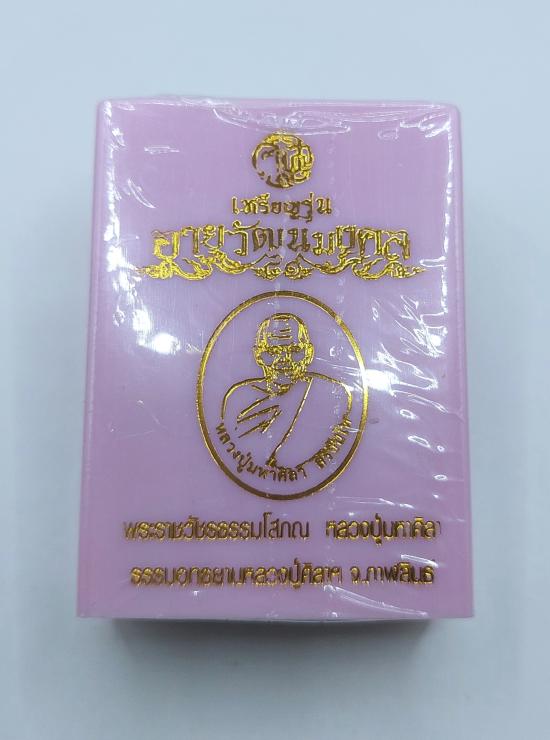 เหรียญรุ่น
อายุวัฒนมงคล
๘๑
หลวงปู่มหาศิลา สิริจันโท
พระราชวัชรธรรมโสภณ หลวงปู่มหาศิลา
ธรรมอุทยานหลวงปู่ศิลาฯ จ.กาฬสินธุ์